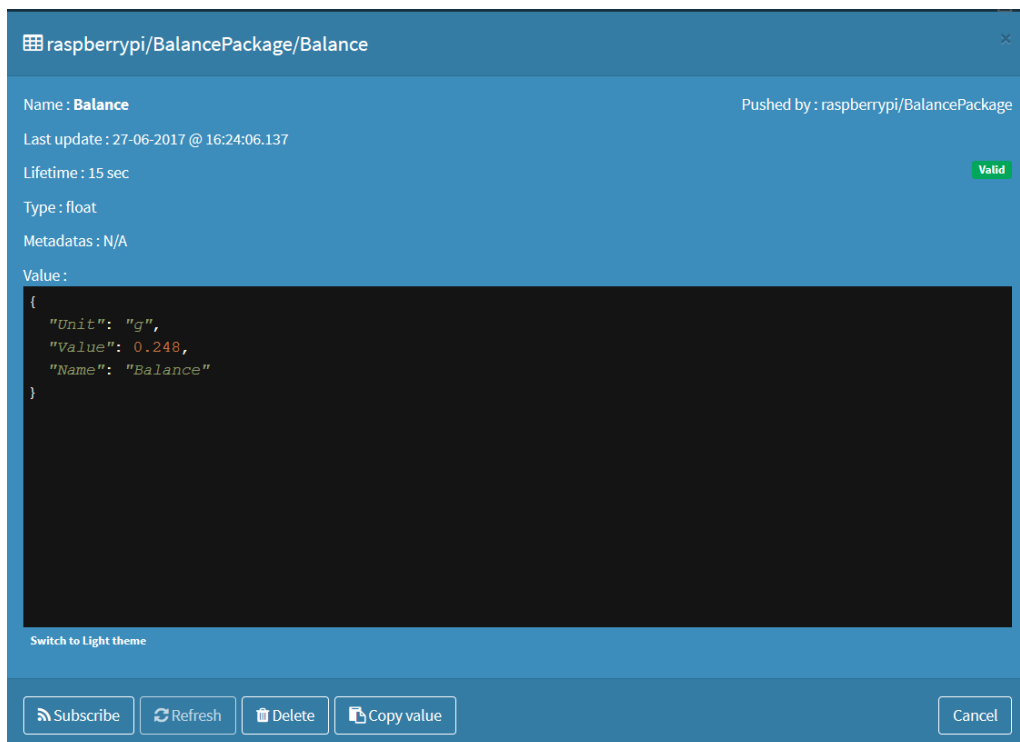 raspberrypi/BalancePackage/Balance
×
Name : Balance
Pushed by : raspberrypi/BalancePackage
Last update : 27-06-2017 @ 16:24:06.137
Lifetime : 15 sec
Valid
Type : float
Metadatas : N/A
Value :
{
  "Unit": "g",
  "Value": 0.248,
  "Name": "Balance"
}
Switch to Light theme
Subscribe Refresh Delete Copy value Cancel